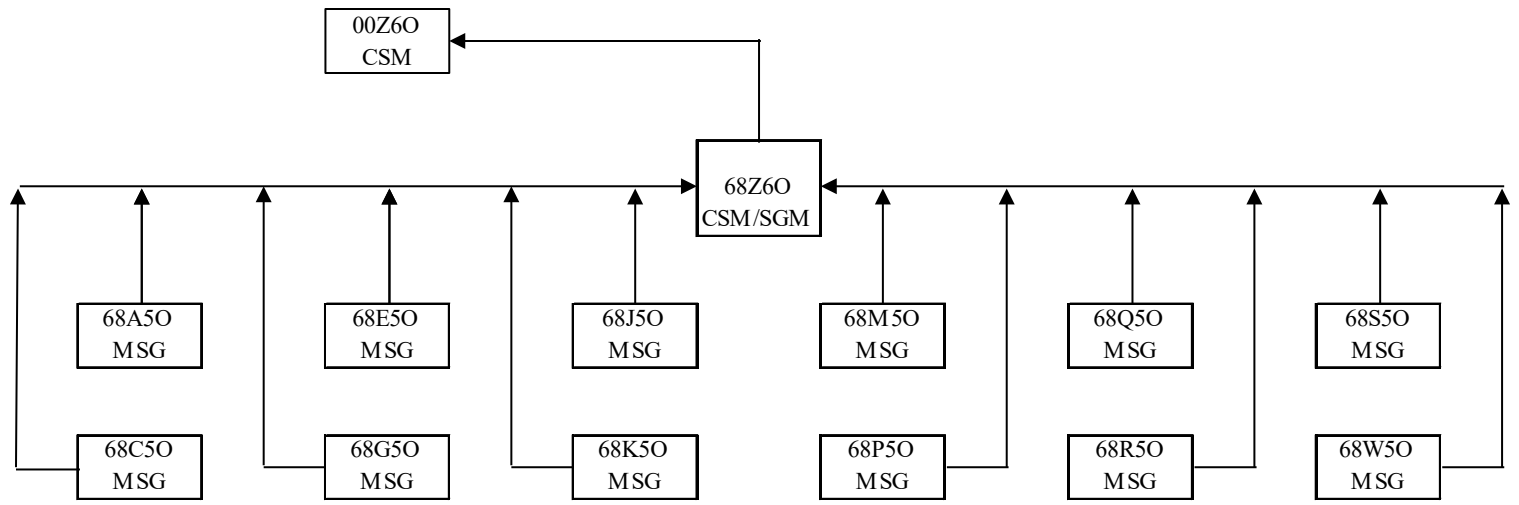 00Z6O
CSM
68Z6O
CSM/SGM
68A5O
MSG
68E5O
MSG
68J5O
MSG
68M5O
MSG
68Q5O
MSG
68S5O
MSG
68C5O
MSG
68G5O
MSG
68K5O
MSG
68P5O
MSG
68R5O
MSG
68W5O
MSG